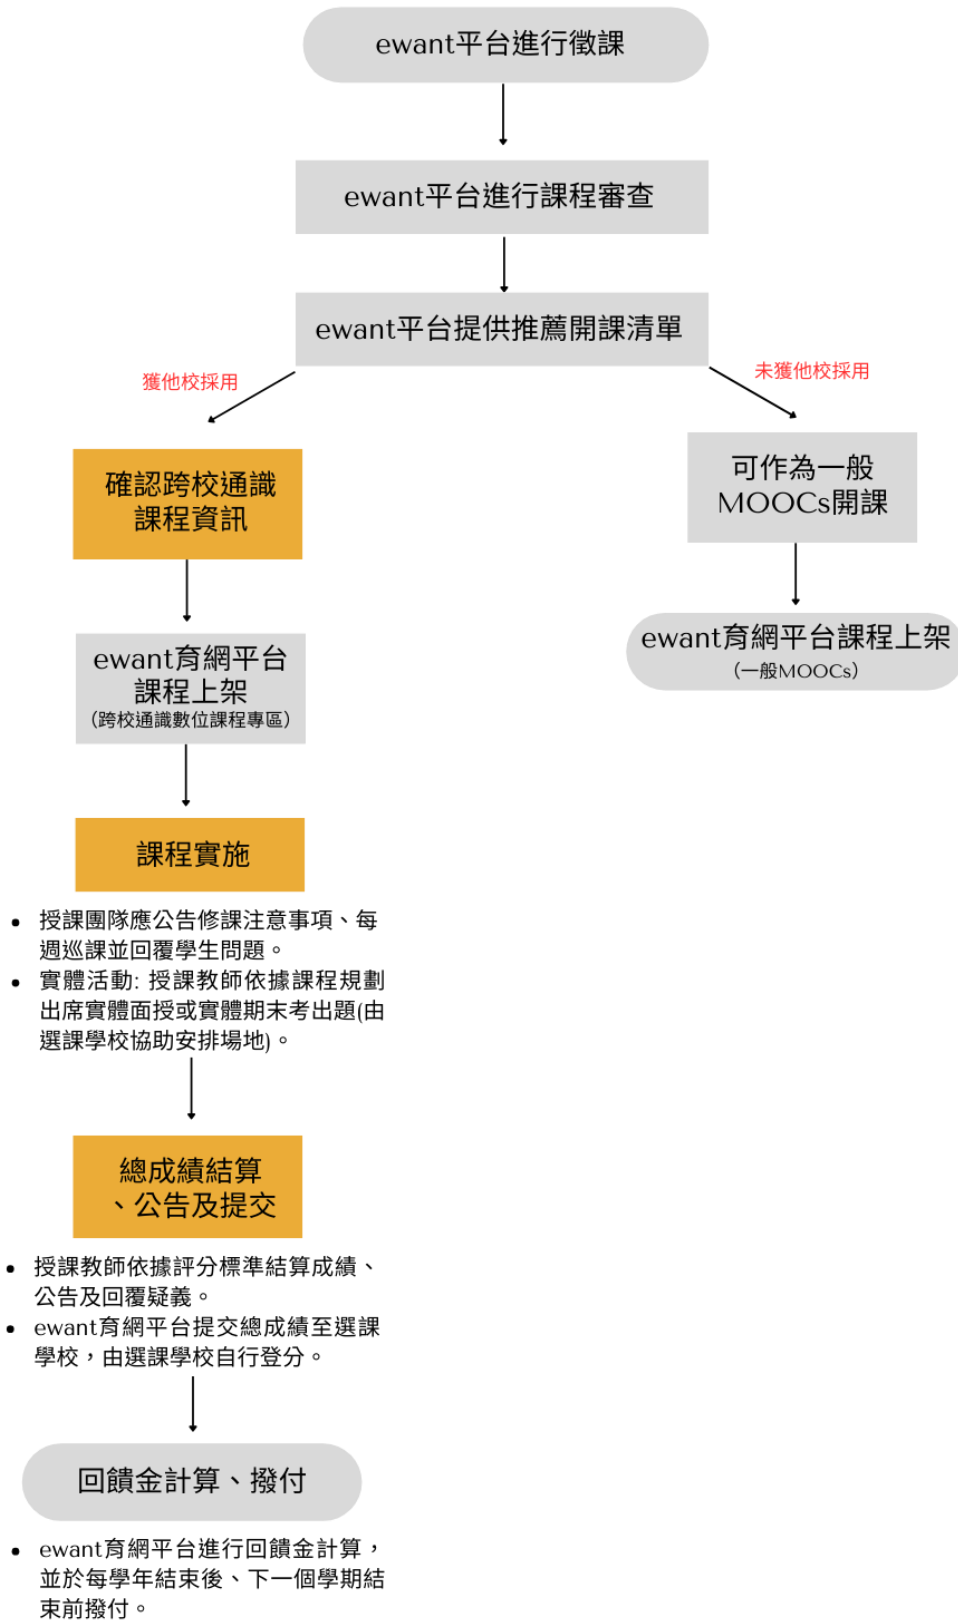 ewant平台進行徵課
ewant平台進行課程審查
ewant平台提供推薦開課清單
獲他校採用
未獲他校採用
確認跨校通識
課程資訊
可作為一般
MOOCs開課
ewant育網平台
課程上架
（跨校通識數位課程專區）
ewant育網平台課程上架
（一般MOOCs）
課程實施
• 授課團隊應公告修課注意事項、每
週巡課並回覆學生問題。
• 實體活動: 授課教師依據課程規劃
出席實體面授或實體期末考出題(由
選課學校協助安排場地)。
總成績結算
、公告及提交
• 授課教師依據評分標準結算成績、
公告及回覆疑義。
• ewant育網平台提交總成績至選課
學校，由選課學校自行登分。
回饋金計算、撥付
• ewant育網平台進行回饋金計算，
並於每學年結束後、下一個學期結
束前撥付。